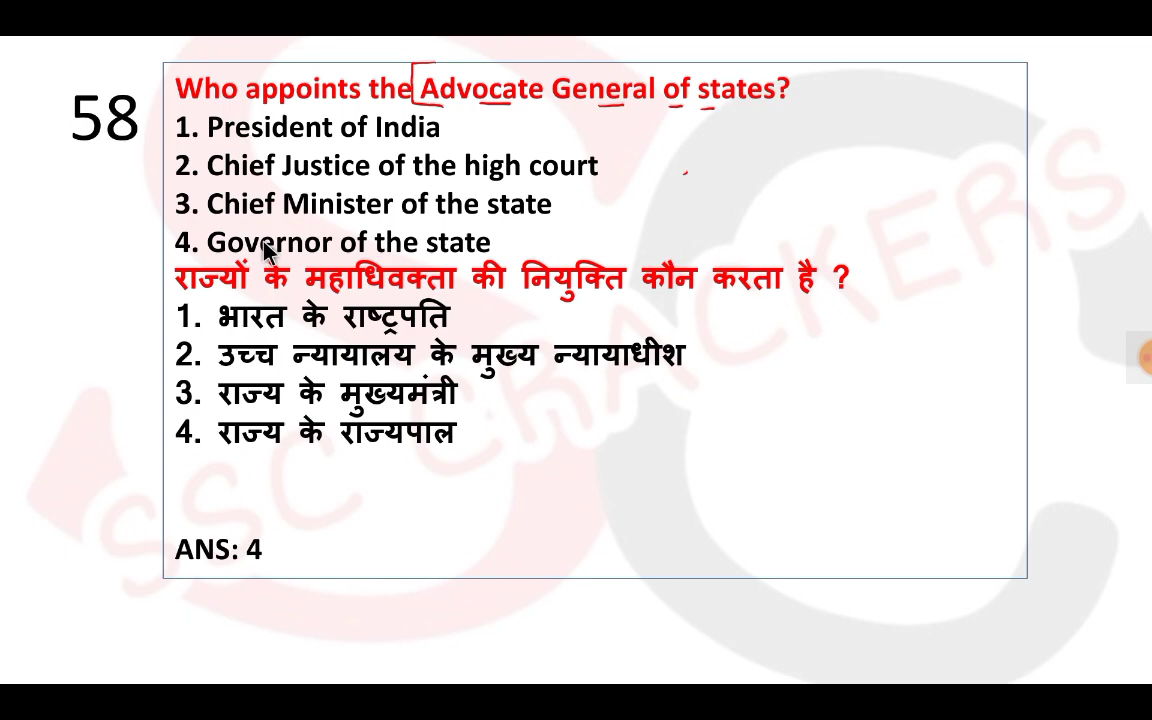 58
Who appoints the Advocate General of states?
1. President of India
2. Chief Justice of the high court
3. Chief Minister of the state
4. Governor of the state
राज्यों के महाधिवक्ता की नियुक्ति कौन करता है ?
1. भारत के राष्ट्रपति
2. उच्च न्यायालय के मुख्य न्यायाधीश
3. राज्य के मुख्यमंत्री
4. राज्य के राज्यपाल
ANS: 4
SSC CRACKERS